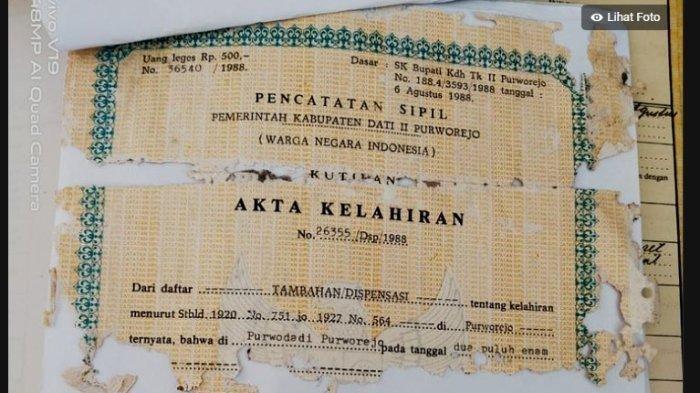 Lihat Foto
vivo V19
48MP AI Quad Camera
Uang leges Rp. 500,-
No. 36540 / 1988.
Dasar : SK Bupati Kdh Tk II Purworejo
No. 188.4/3593/1988 tanggal :
6 Agustus 1988.
PENCATATAN SIPIL
PEMERINTAH KABUPATEN DATI II PURWOREJO
(WARGA NEGARA INDONESIA)
KUTIPAN
AKTA KELAHIRAN
No. 26355/Dsp/1988
Dari daftar TAMBAHAN/DISPENSASI tentang kelahiran
menurut Stbld 1920 No. 751 jo 1927 No. 564 di Purworejo
ternyata, bahwa di Purwodadi Purworejo pada tanggal dua puluh enam